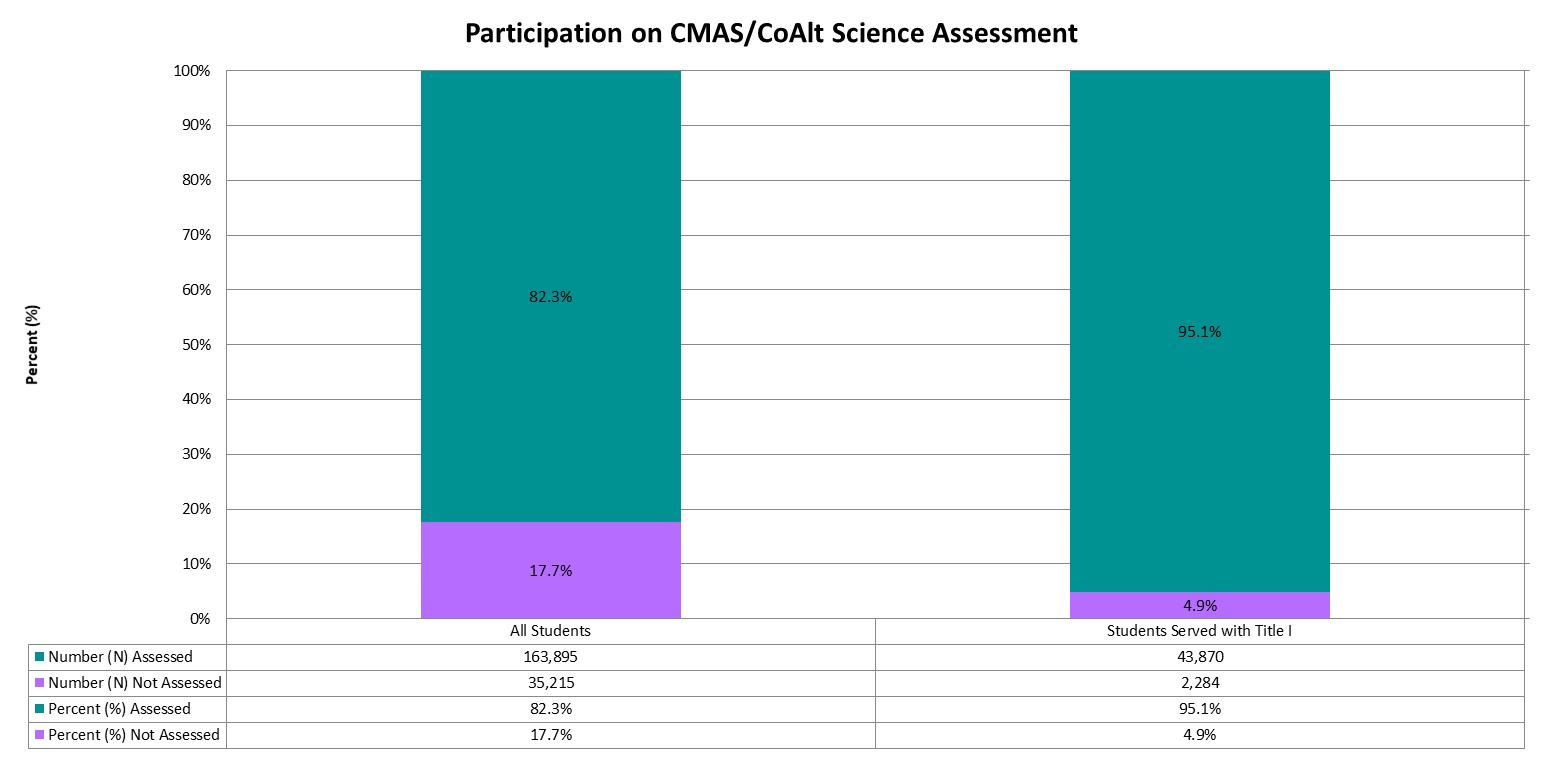 Participation on CMAS/CoAlt Science Assessment
Percent (%)
100%
90%
80%
70%
60%
50%
40%
30%
20%
10%
0%
82.3%
17.7%
95.1%
4.9%
All Students Students Served with Title I
Number (N) Assessed 163,895 43,870
Number (N) Not Assessed 35,215 2,284
Percent (%) Assessed 82.3% 95.1%
Percent (%) Not Assessed 17.7% 4.9%